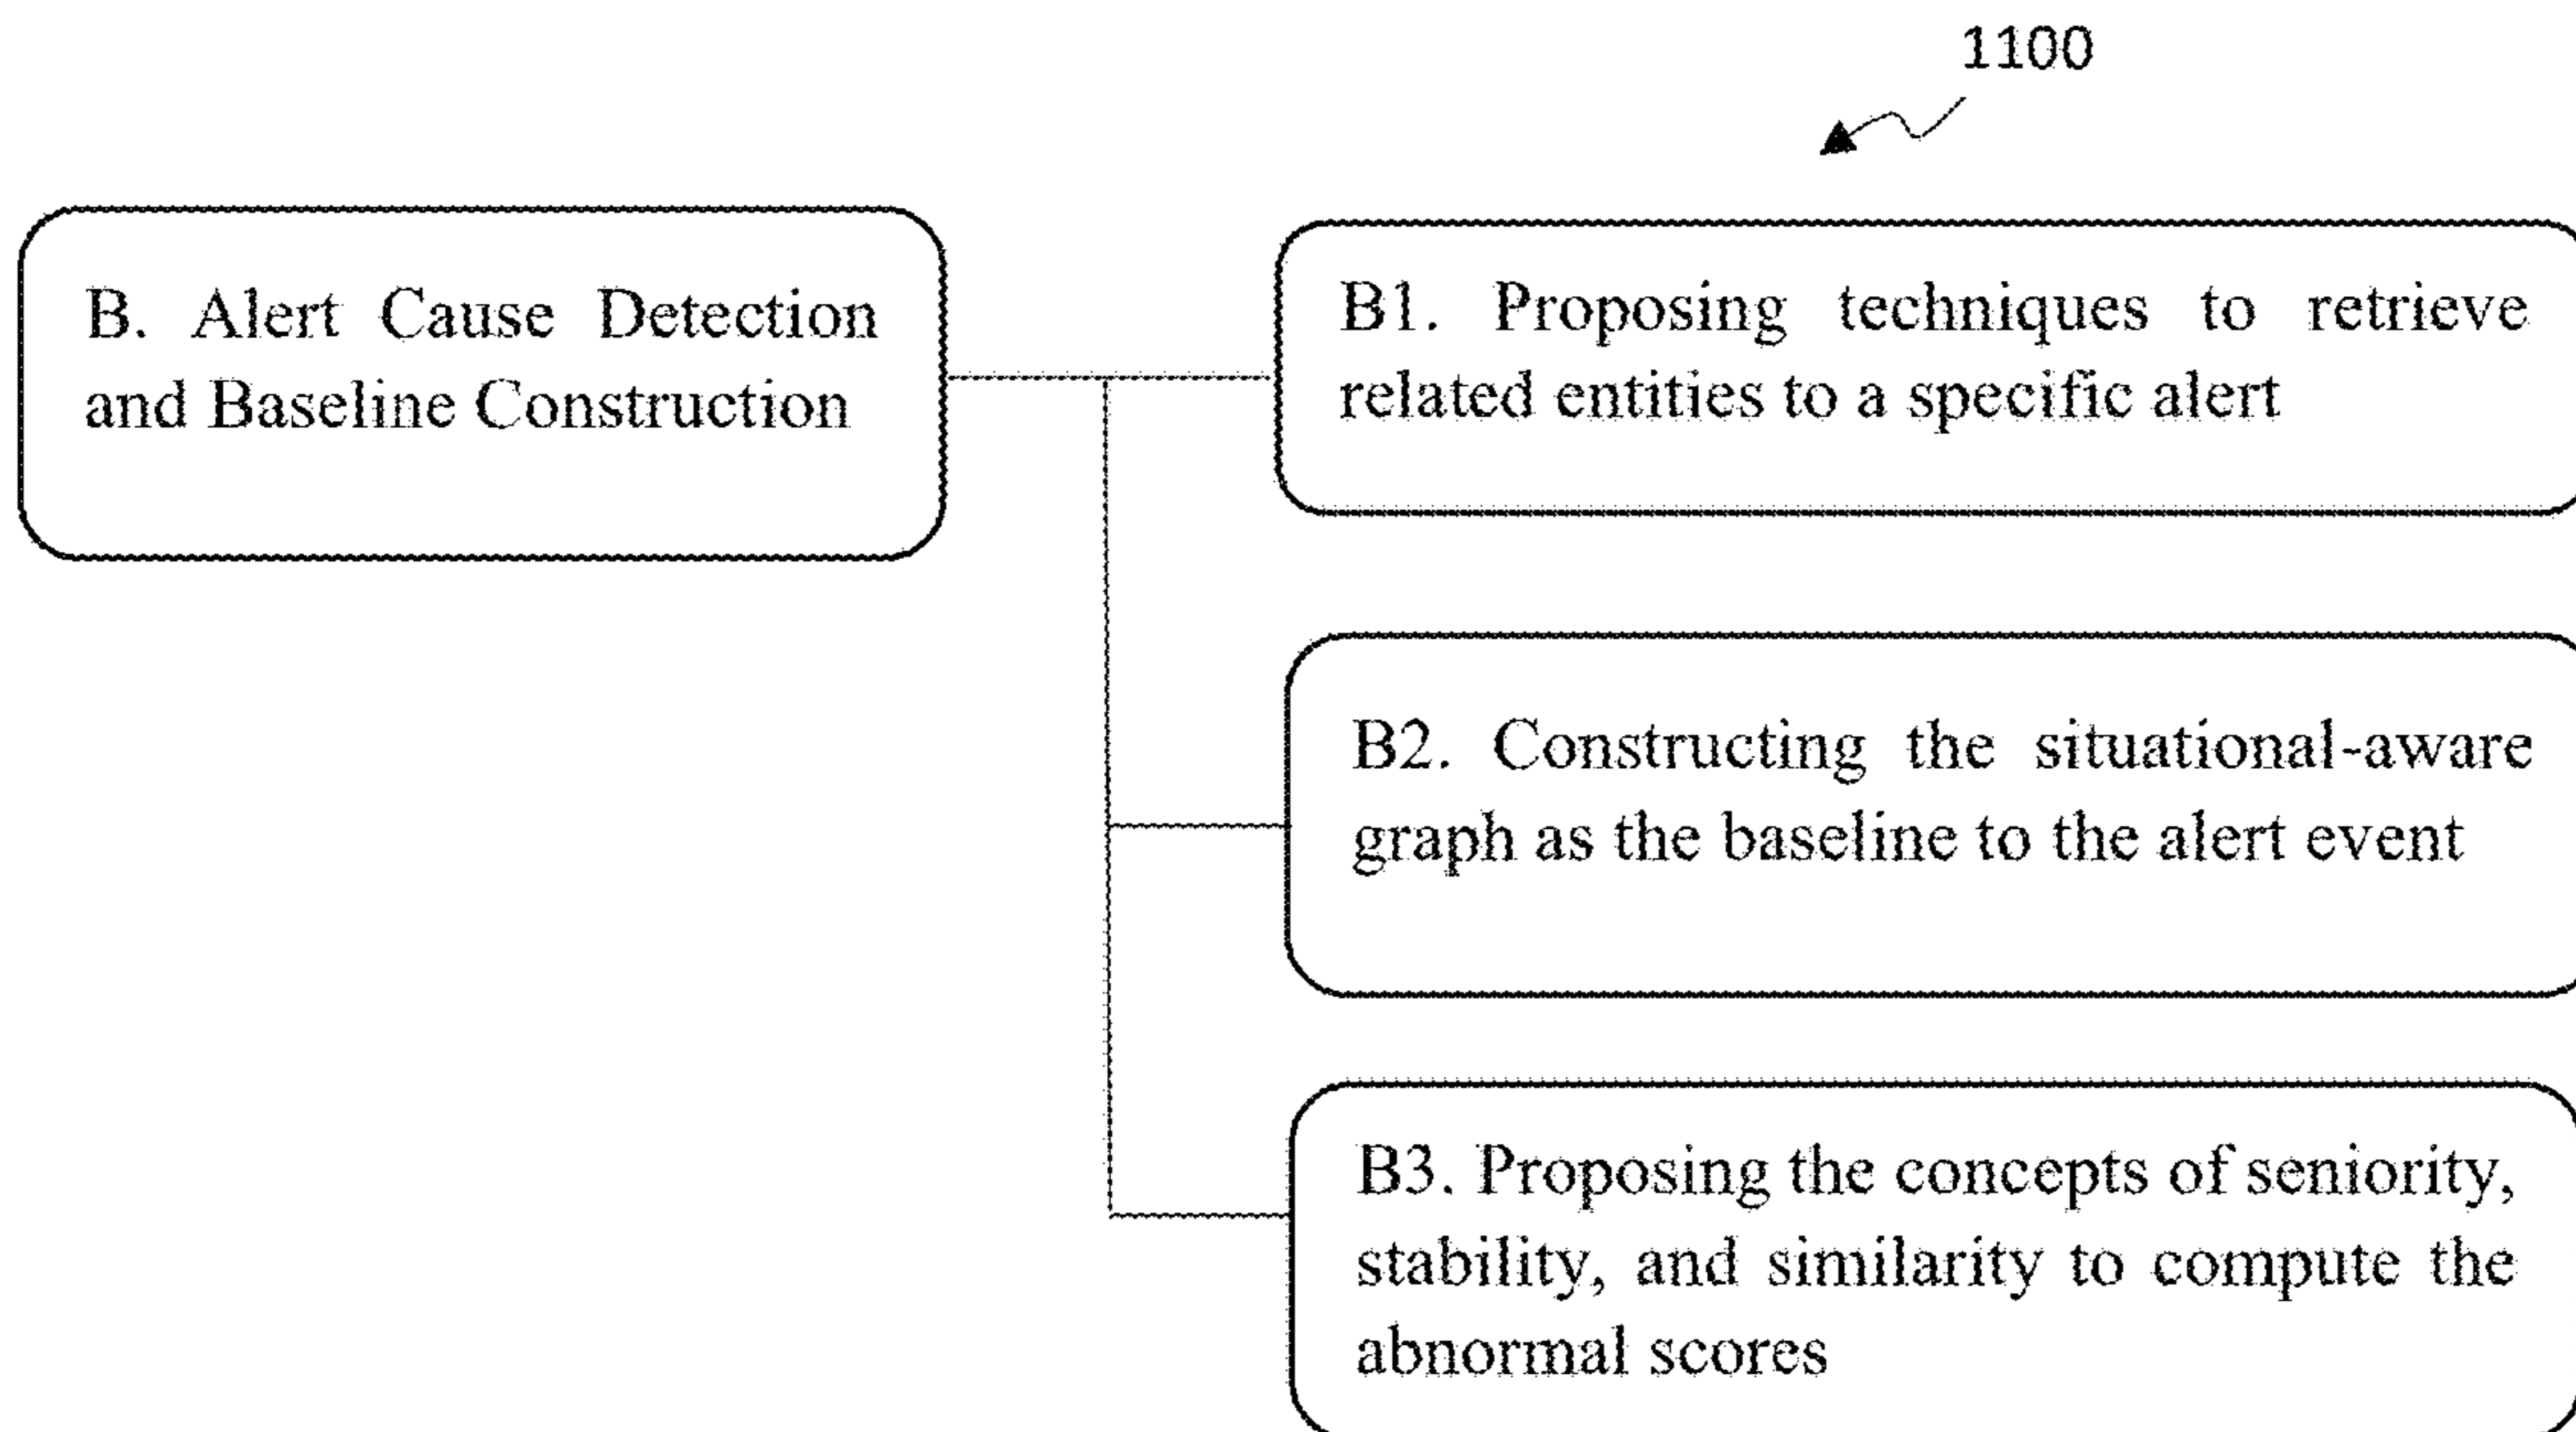 1100
B. Alert Cause Detection
and Baseline Construction
B1. Proposing techniques to retrieve
related entities to a specific alert
B2. Constructing the situational-aware
graph as the baseline to the alert event
B3. Proposing the concepts of seniority,
stability, and similarity to compute the
abnormal scores